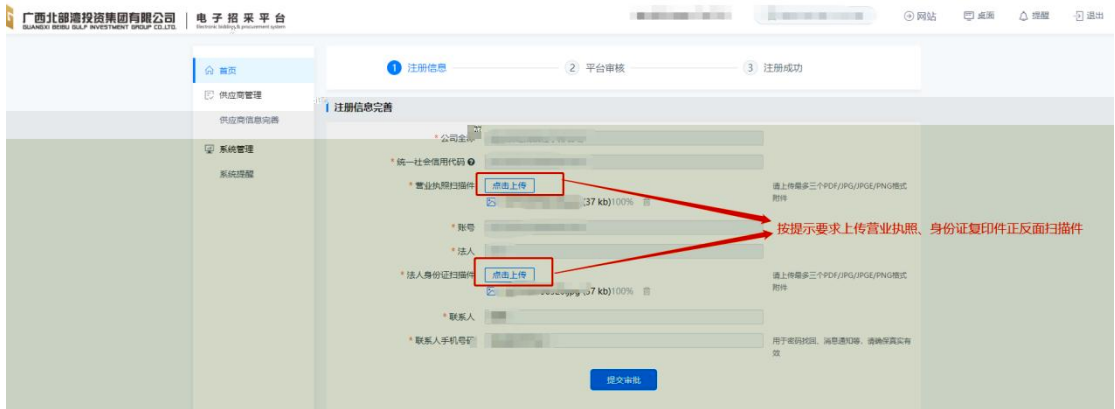 广西北部湾投资集团有限公司
GUANGXI BEIBU GULF INVESTMENT GROUP CO.,LTD.
电子招采平台
Electronic bidding & procurement system
网站
桌面
提醒
退出
首页
供应商管理
供应商信息完善
系统管理
系统提醒
1 注册信息
2 平台审核
3 注册成功
注册信息完善
* 公司全
* 统一社会信用代码
* 营业执照扫描件
点击上传
(37 kb)100%
请上传最多三个PDF/JPG/JPGE/PNG格式
附件
* 账号
按提示要求上传营业执照、身份证复印件正反面扫描件
* 法人
* 法人身份证扫描件
点击上传
7 kb)100%
请上传最多三个PDF/JPG/JPGE/PNG格式
附件
* 联系人
* 联系人手机号码
用于密码找回、消息通知等、请确保真实有
效
提交审批